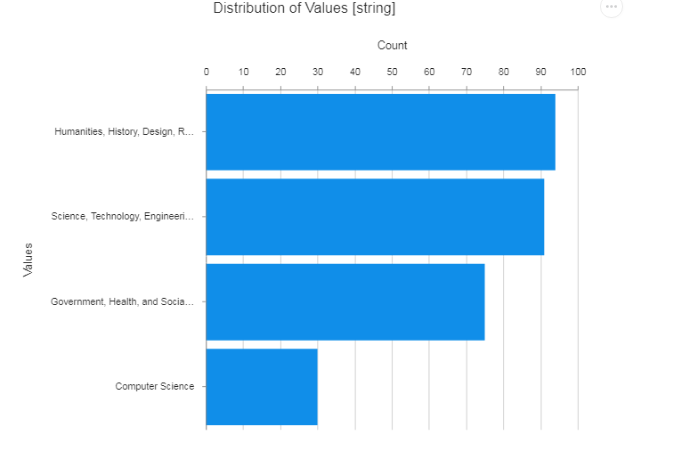 Distribution of Values [string]
Count
0 10 20 30 40 50 60 70 80 90 100
Humanities, History, Design, R...
Science, Technology, Engineeri...
Government, Health, and Socia...
Computer Science
Values